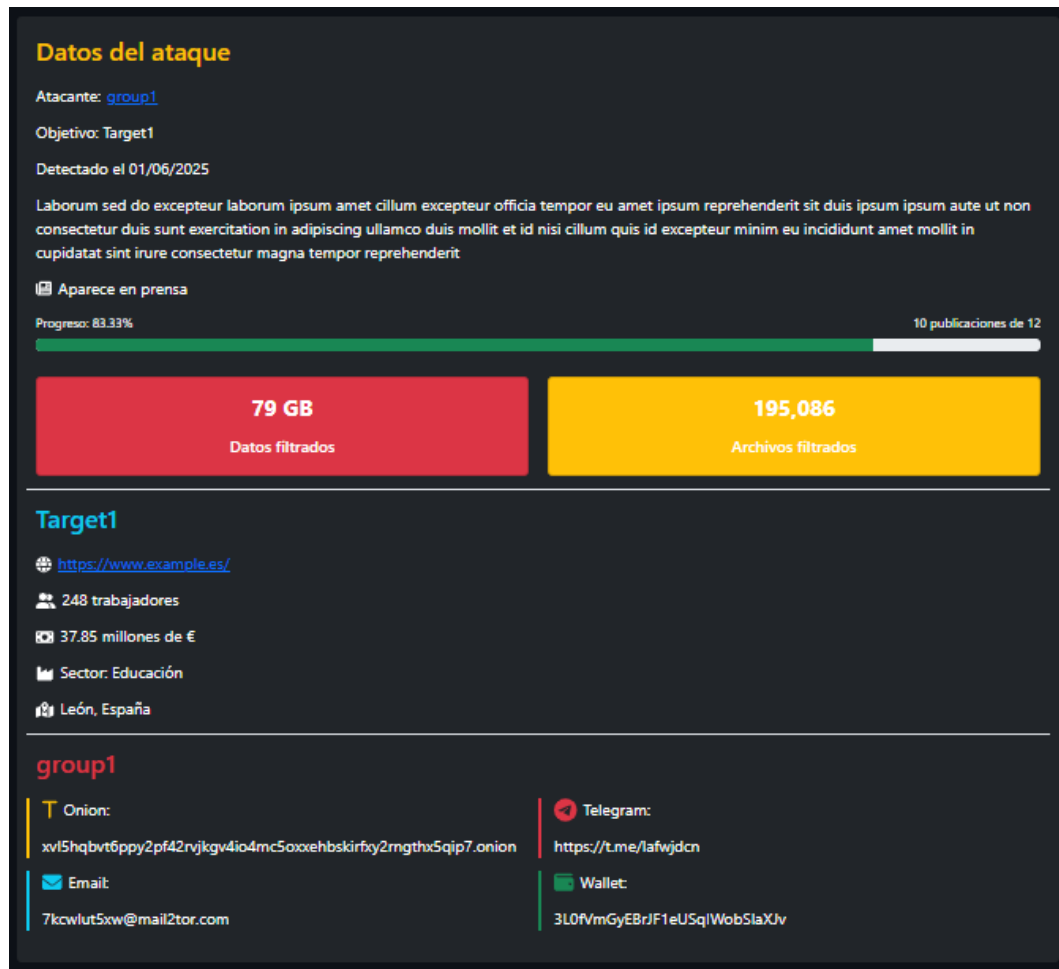 Datos del ataque
Atacante: group1
Objetivo: Target1
Detectado el 01/06/2025
Laborum sed do excepteur laborum ipsum amet cillum excepteur officia tempor eu amet ipsum reprehenderit sit duis ipsum ipsum aute ut non
consectetur duis sunt exercitation in adipiscing ullamco duis mollit et id nisi cillum quis id excepteur minim eu incididunt amet mollit in
cupidatat sint irure consectetur magna tempor reprehenderit
Aparece en prensa
Progreso: 83.33%
10 publicaciones de 12
79 GB
Datos filtrados
195,086
Archivos filtrados
Target1
https://www.example.es/
248 trabajadores
37.85 millones de €
Sector: Educación
León, España
group1
Onion:
xvl5hqbvt6ppy2pf42rvjkgv4io4mc5oxxehbskirfxy2rngthx5qip7.onion
Telegram:
https://t.me/lafwjdcn
Email:
7kcwlut5xw@mail2tor.com
Wallet:
3L0fVmGyEBrJF1eUSqIWobSlaXJv